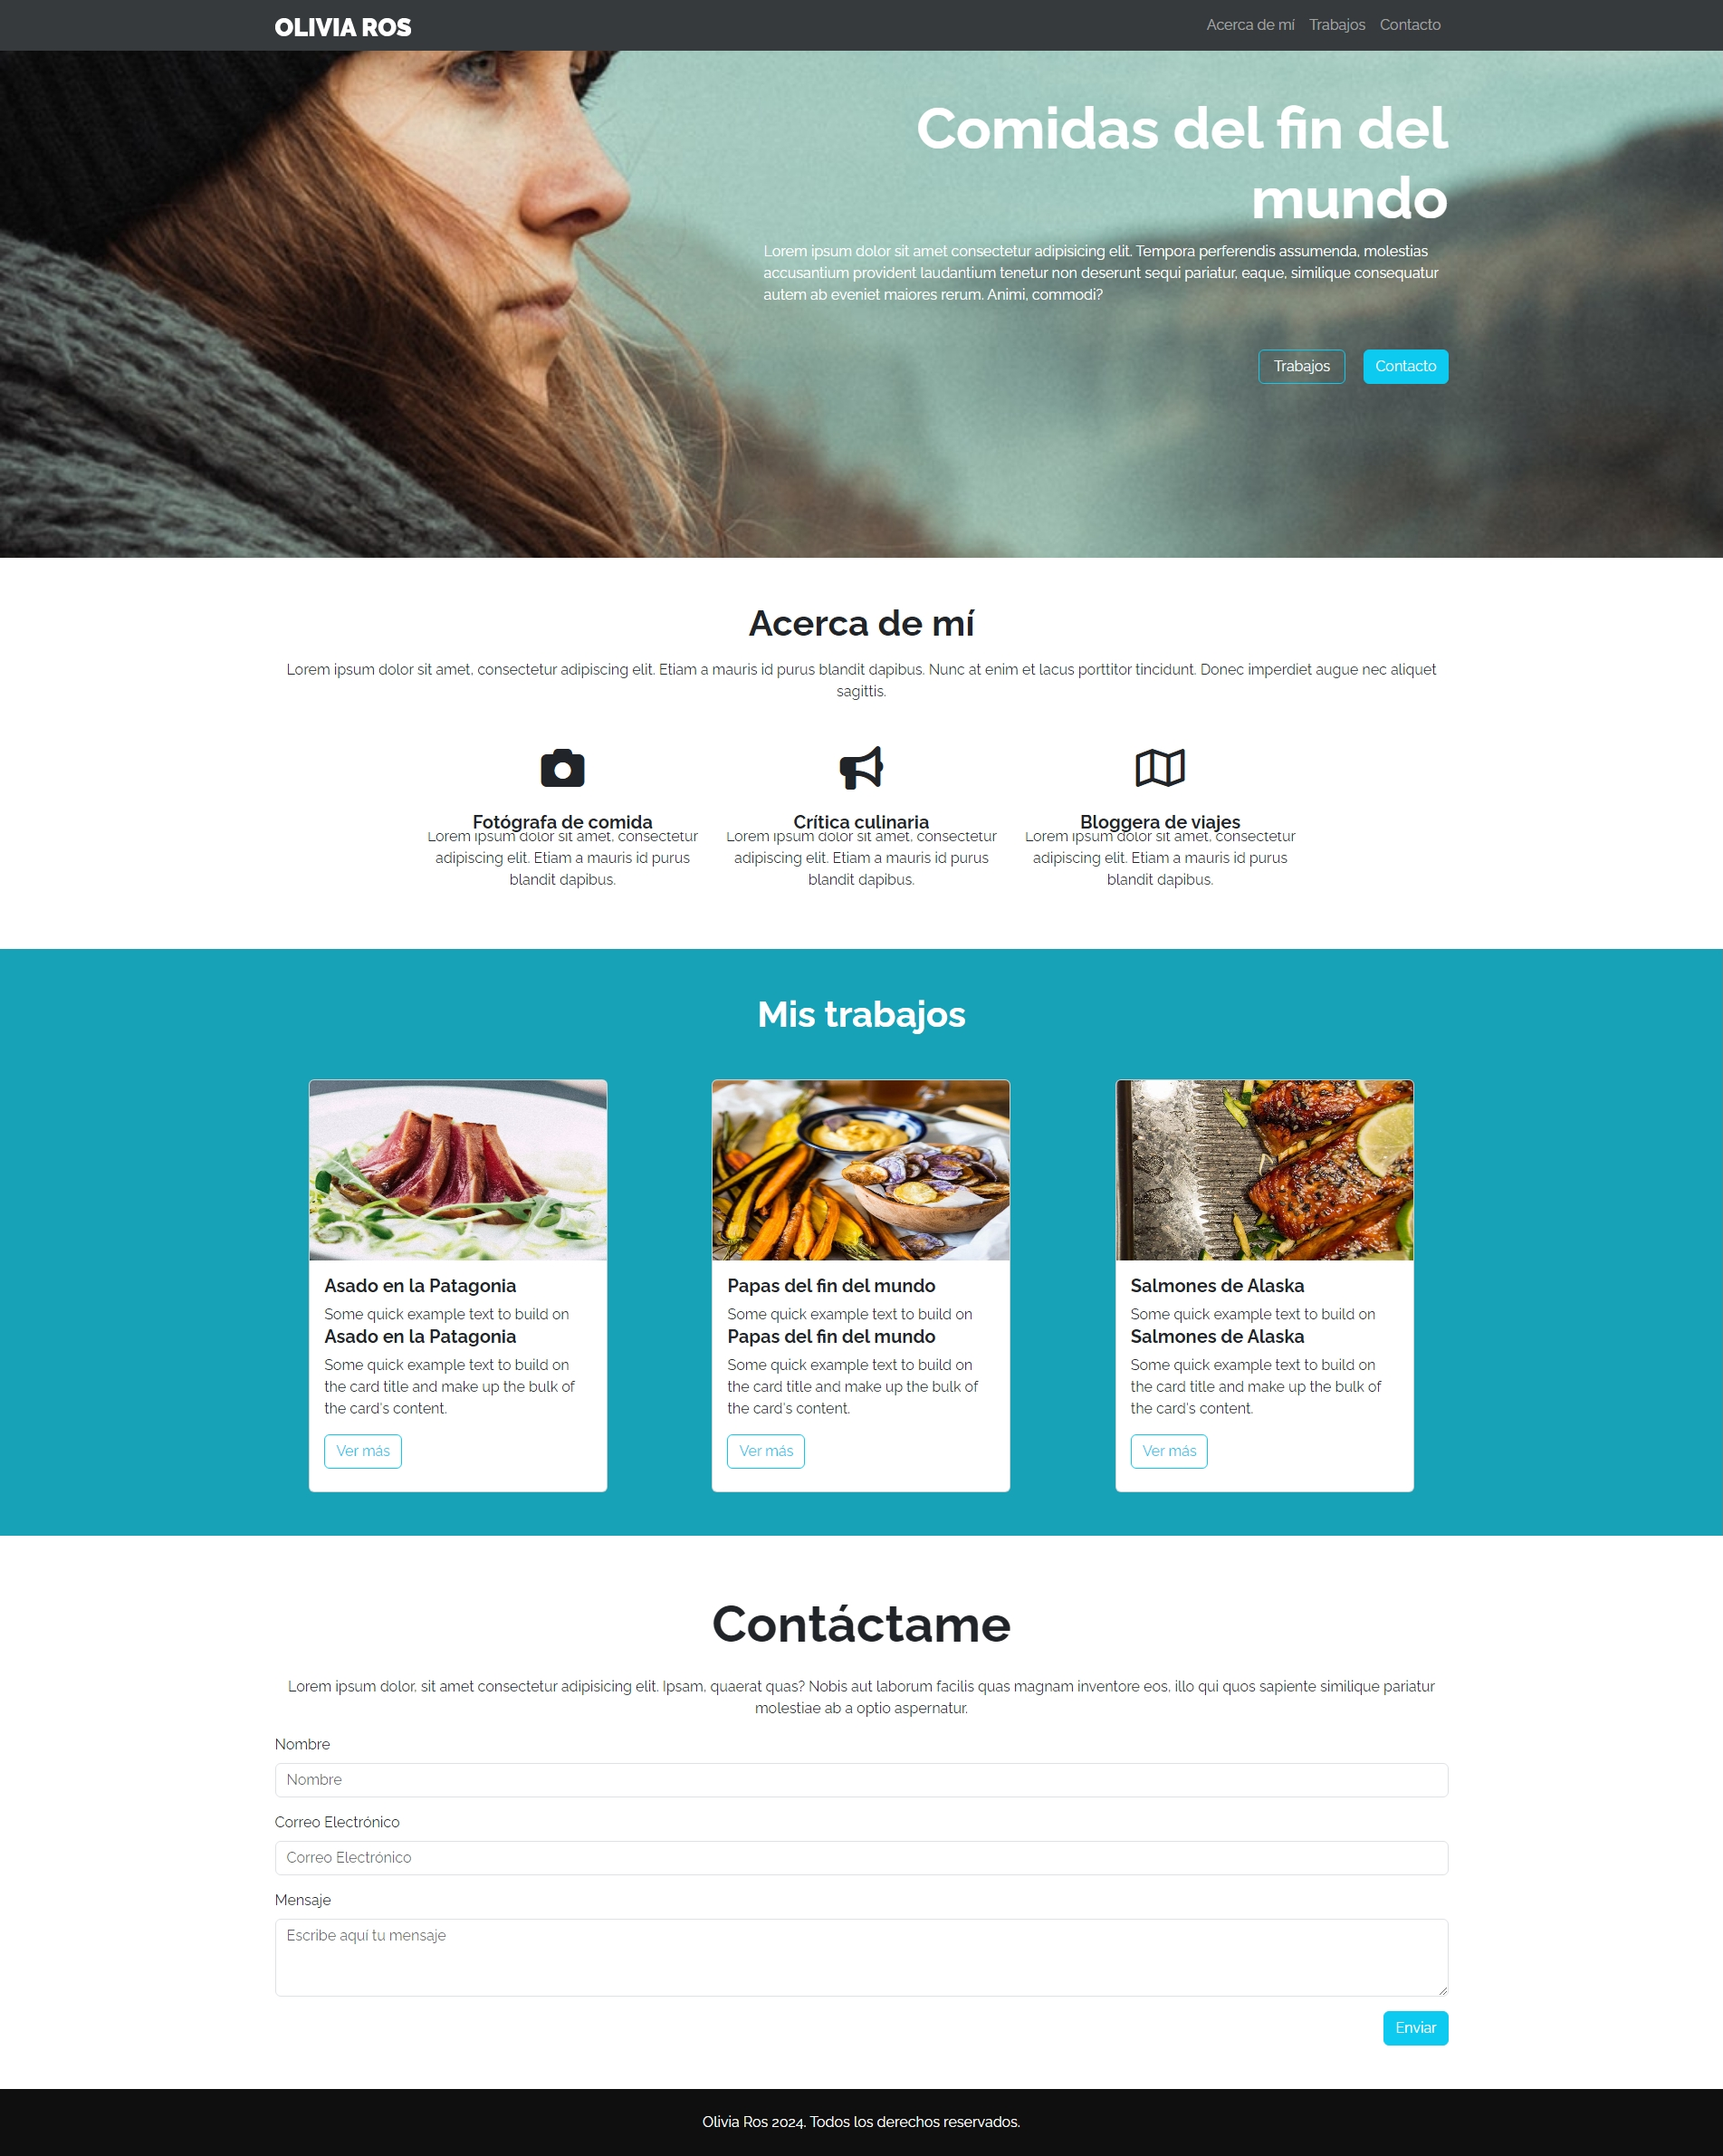 OLIVIA ROS
Acerca de mí Trabajos Contacto
Comidas del fin del
mundo
Lorem ipsum dolor sit amet consectetur adipisicing elit. Tempora perferendis assumenda, molestias
accusantium provident laudantium tenetur non deserunt sequi pariatur, eaque, similique consequatur
autem ab eveniet maiores rerum. Animi, commodi?
Trabajos Contacto
Acerca de mí
Lorem ipsum dolor sit amet, consectetur adipiscing elit. Etiam a mauris id purus blandit dapibus. Nunc at enim et lacus porttitor tincidunt. Donec imperdiet augue nec aliquet
sagittis.
Fotógrafa de comida
Lorem ipsum dolor sit amet, consectetur
adipiscing elit. Etiam a mauris id purus
blandit dapibus.
Crítica culinaria
Lorem ipsum dolor sit amet, consectetur
adipiscing elit. Etiam a mauris id purus
blandit dapibus.
Bloggera de viajes
Lorem ipsum dolor sit amet, consectetur
adipiscing elit. Etiam a mauris id purus
blandit dapibus.
Mis trabajos
Asado en la Patagonia
Some quick example text to build on
Asado en la Patagonia
Some quick example text to build on
the card title and make up the bulk of
the card's content.
Ver más
Papas del fin del mundo
Some quick example text to build on
Papas del fin del mundo
Some quick example text to build on
the card title and make up the bulk of
the card's content.
Ver más
Salmones de Alaska
Some quick example text to build on
Salmones de Alaska
Some quick example text to build on
the card title and make up the bulk of
the card's content.
Ver más
Contáctame
Lorem ipsum dolor, sit amet consectetur adipisicing elit. Ipsam, quaerat quas? Nobis aut laborum facilis quas magnam inventore eos, illo qui quos sapiente similique pariatur
molestiae ab a optio aspernatur.
Nombre
Nombre
Correo Electrónico
Correo Electrónico
Mensaje
Escribe aquí tu mensaje
Enviar
Olivia Ros 2024. Todos los derechos reservados.